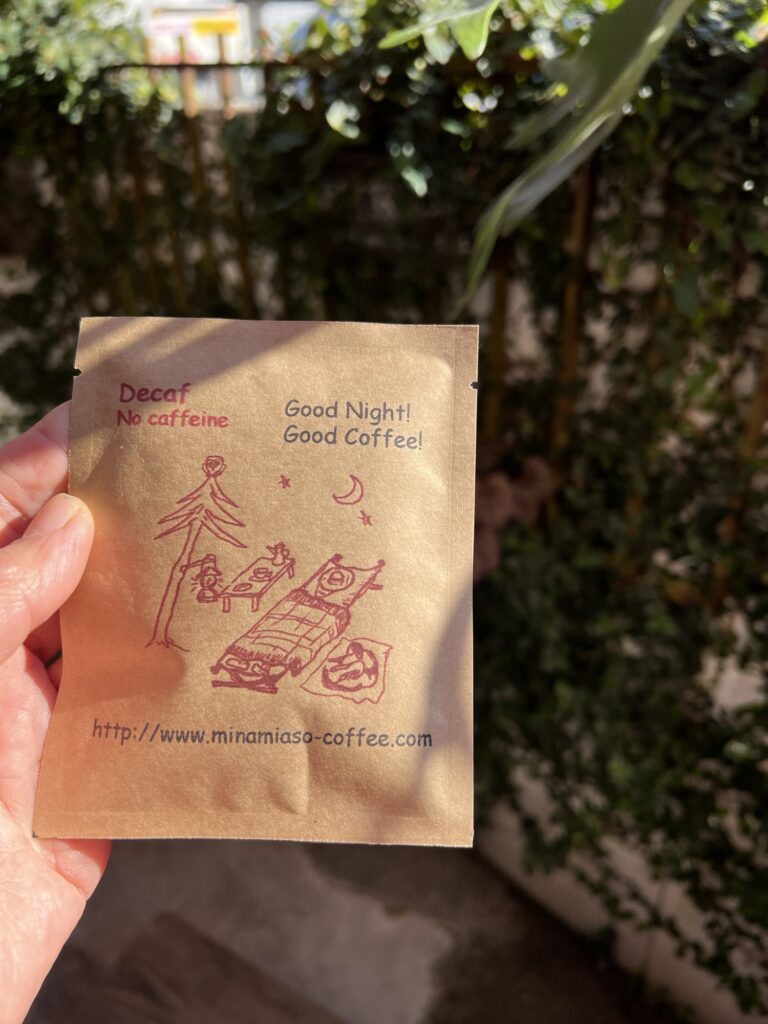 Decaf
No caffeine
Good Night!
Good Coffee!
http://www.minamiaso-coffee.com